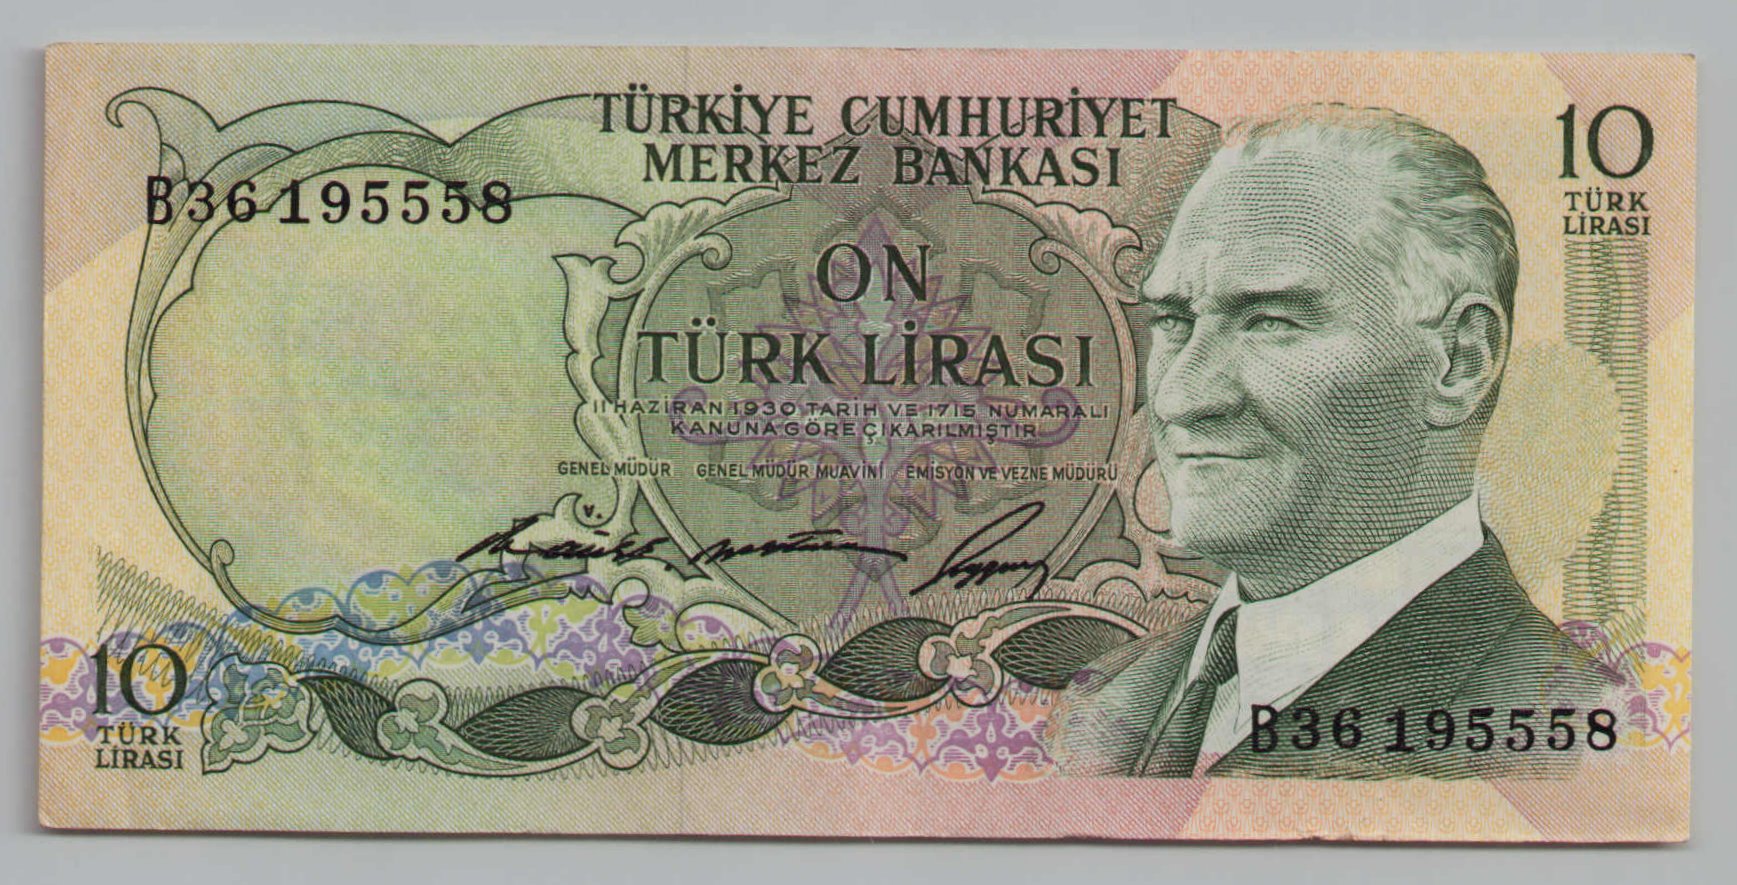 TÜRKİYE CUMHURİYET
MERKEZ BANKASI
10
TÜRK
LİRASI
B36 195558
ON
TÜRK LİRASI
11 HAZİRAN 1930 TARİH VE 1715 NUMARALI
KANUNA GÖRE ÇIKARILMIŞTIR
GENEL MÜDÜR GENEL MÜDÜR MUAVİNİ EMİSYON VE VEZNE MÜDÜRÜ
V.
10
TÜRK
LİRASI
B36 195558